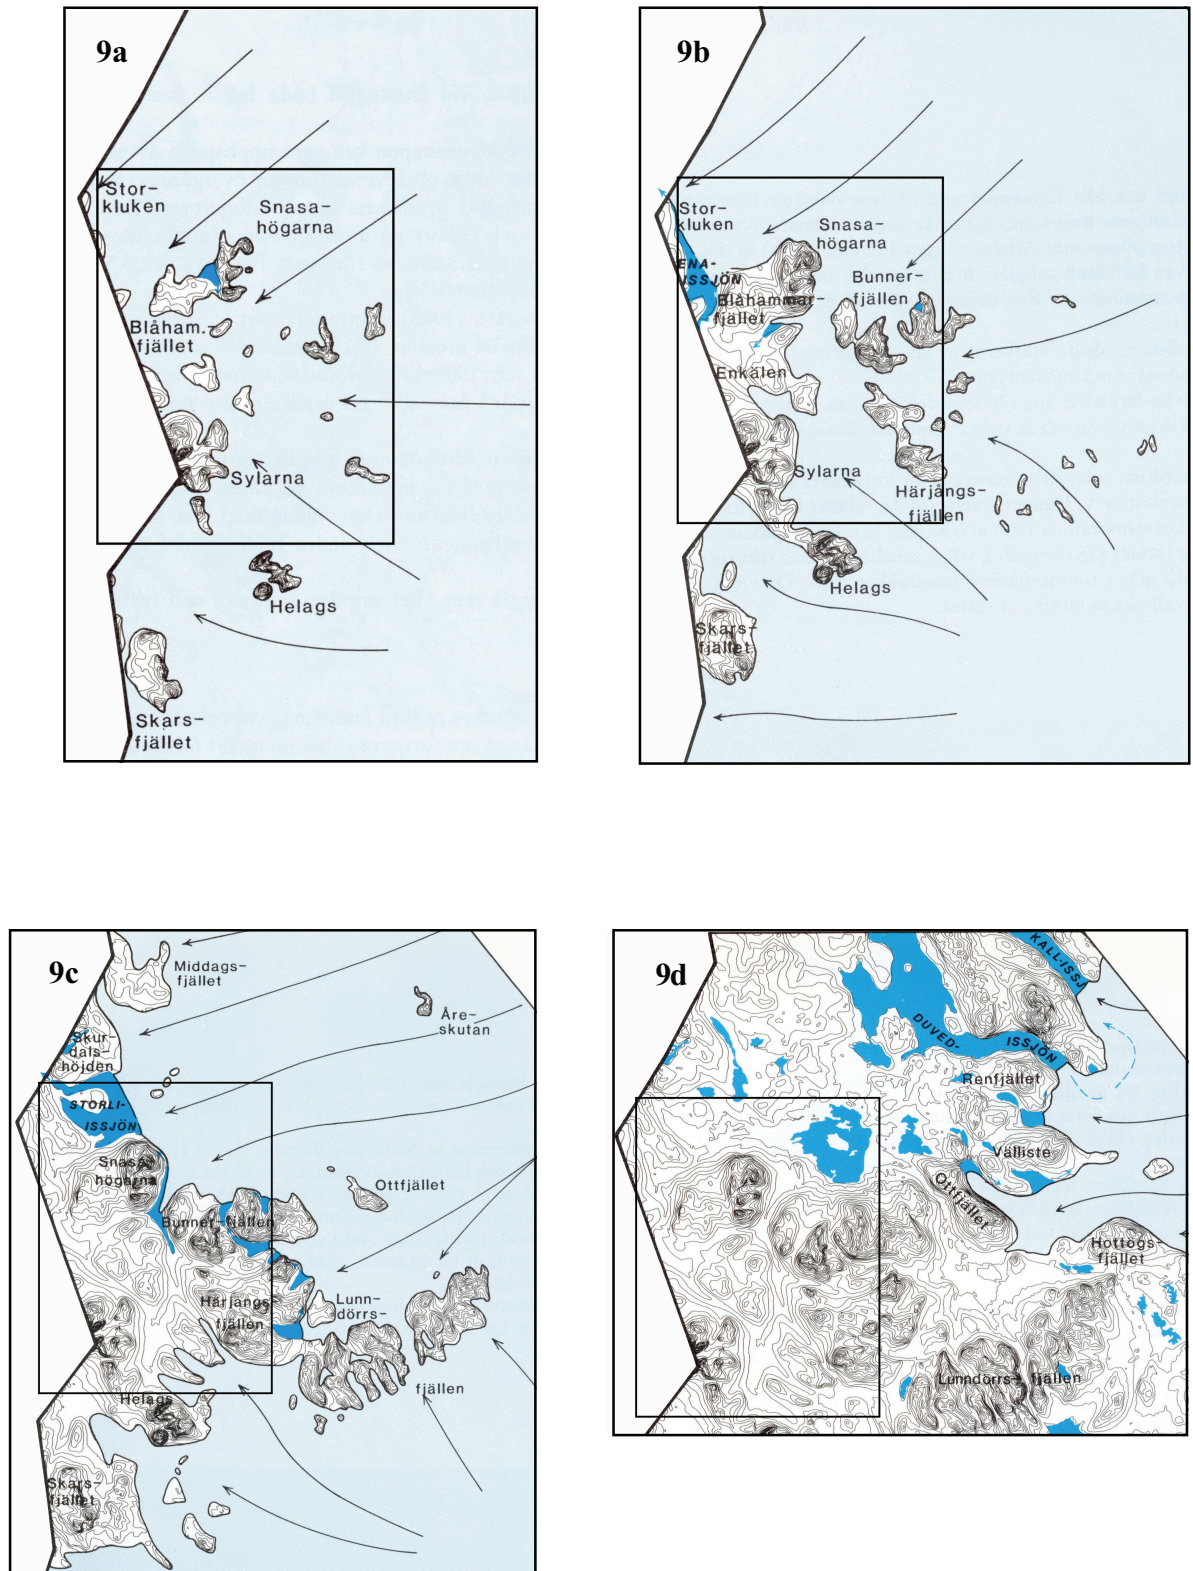 9a
Stor-
kluken
Snasa-
högarna
Blåham.
fjället
Sylarna
Helags
Skars-
fjället
9b
Stor-
kluken
Snasa-
högarna
ENA-
ISSJÖN
Bunner-
fjällen
Blåhammar-
fjället
Enkälen
Sylarna
Härjångs-
fjällen
Helags
Skars-
fjället
9c
Middags-
fjället
Åre-
skutan
Skur-
dals-
höjden
STORLI-
ISSJÖN
Snasa-
högarna
Ottfjället
Bunner-fjällen
Härjångs-
fjällen
Lunn-
dörrs-
fjällen
Helags
Skars-
fjället
9d
KALL-ISSJ
DUVED-
ISSJÖN
Renfjället
Välliste
Ottfjället
Hottögs-
fjället
Lunndörrs-fjällen